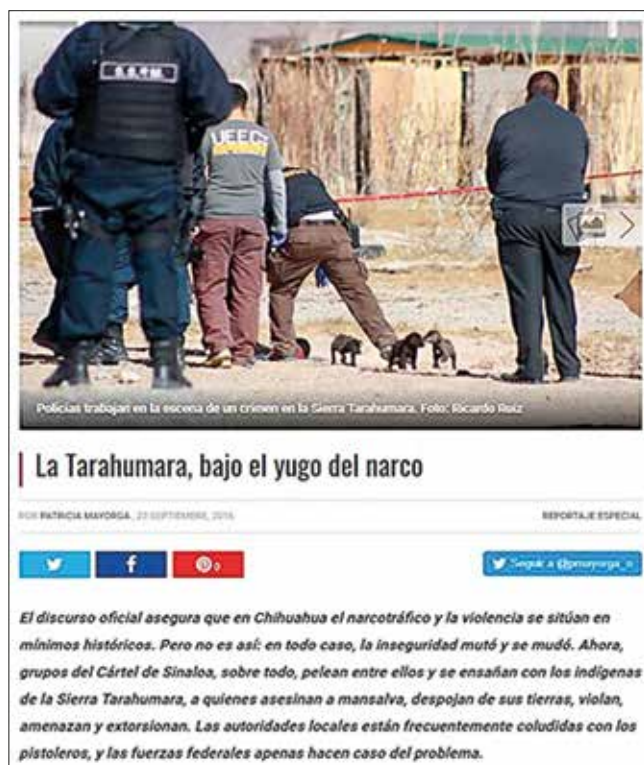 S.S.P.M.
UEECS
Policías trabajan en la escena de un crimen en la Sierra Tarahumara. Foto: Ricardo Ruiz
La Tarahumara, bajo el yugo del narco
POR PATRICIA MAYORGA, 23 SEPTIEMBRE, 2016
REPORTAJE ESPECIAL
0
Seguir a @pmayorga_o
El discurso oficial asegura que en Chihuahua el narcotráfico y la violencia se sitúan en
mínimos históricos. Pero no es así: en todo caso, la inseguridad mutó y se mudó. Ahora,
grupos del Cártel de Sinaloa, sobre todo, pelean entre ellos y se ensañan con los indígenas
de la Sierra Tarahumara, a quienes asesinan a mansalva, despojan de sus tierras, violan,
amenazan y extorsionan. Las autoridades locales están frecuentemente coludidas con los
pistoleros, y las fuerzas federales apenas hacen caso del problema.